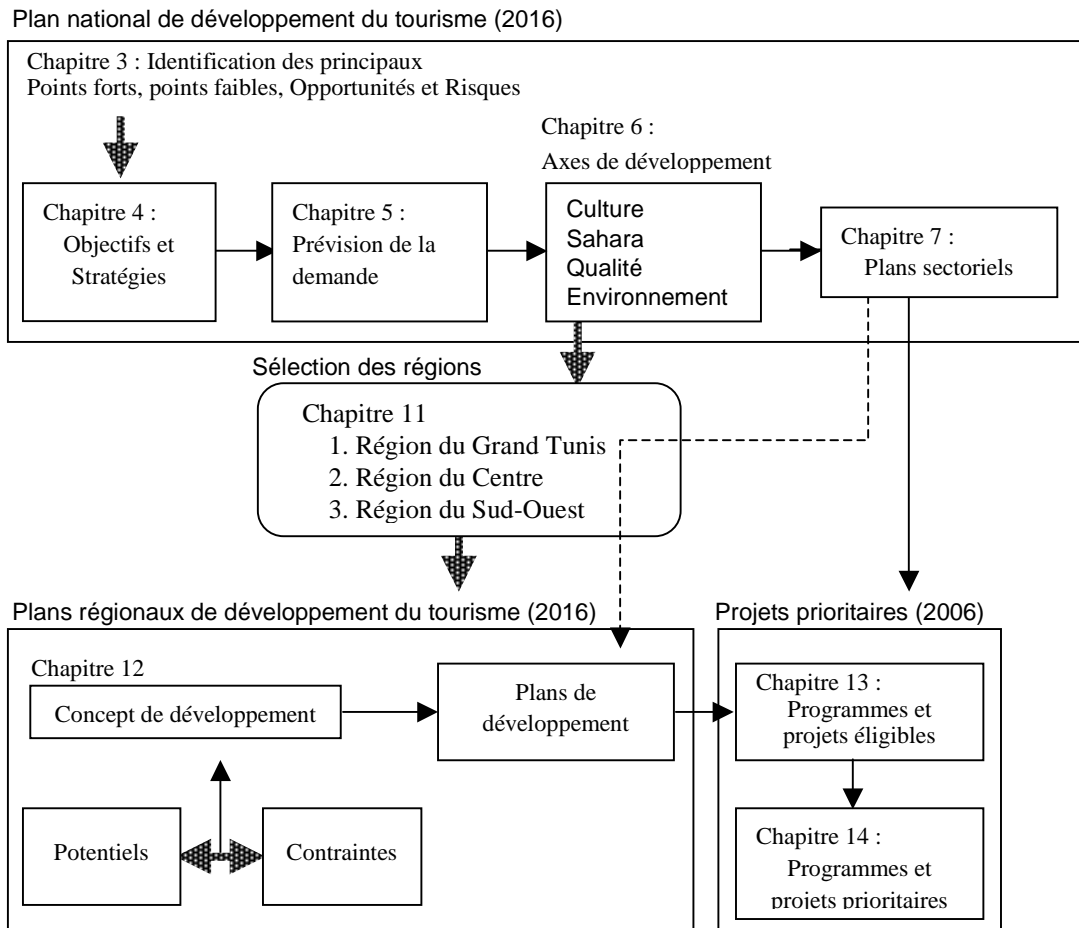 Plan national de développement du tourisme (2016)
Chapitre 3 : Identification des principaux
Points forts, points faibles, Opportunités et Risques
Chapitre 4 :
Objectifs et
Stratégies
Chapitre 5 :
Prévision de la
demande
Chapitre 6 :
Axes de développement
Culture
Sahara
Qualité
Environnement
Chapitre 7 :
Plans sectoriels
Sélection des régions
Chapitre 11
1. Région du Grand Tunis
2. Région du Centre
3. Région du Sud-Ouest
Plans régionaux de développement du tourisme (2016)
Chapitre 12
Concept de développement
Potentiels
Contraintes
Plans de
développement
Projets prioritaires (2006)
Chapitre 13 :
Programmes et
projets éligibles
Chapitre 14 :
Programmes et
projets prioritaires